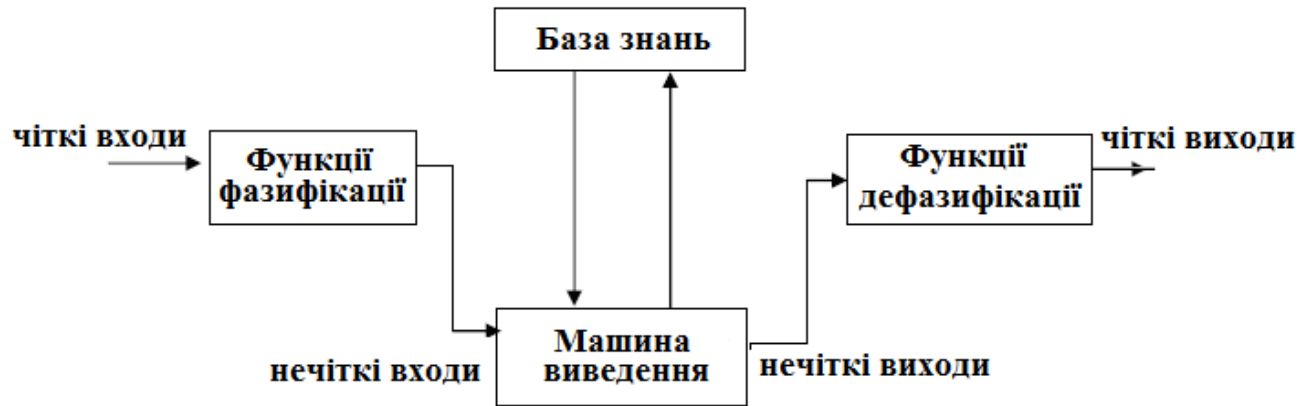 База знань
чіткі входи
Функції
фазифікації
Функції
дефазифікації
чіткі виходи
Машина
виведення
нечіткі входи
нечіткі виходи